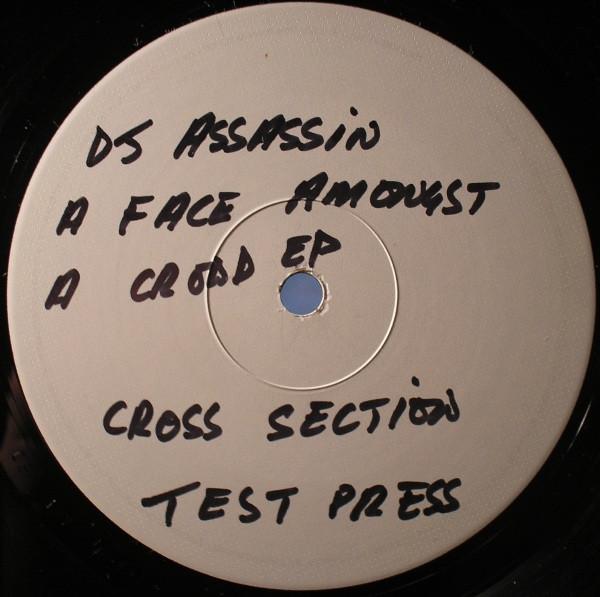 DJ ASSASSiN
A FACE AMONGST
A CROWD EP
CROSS SECTiON
TEST PRESS